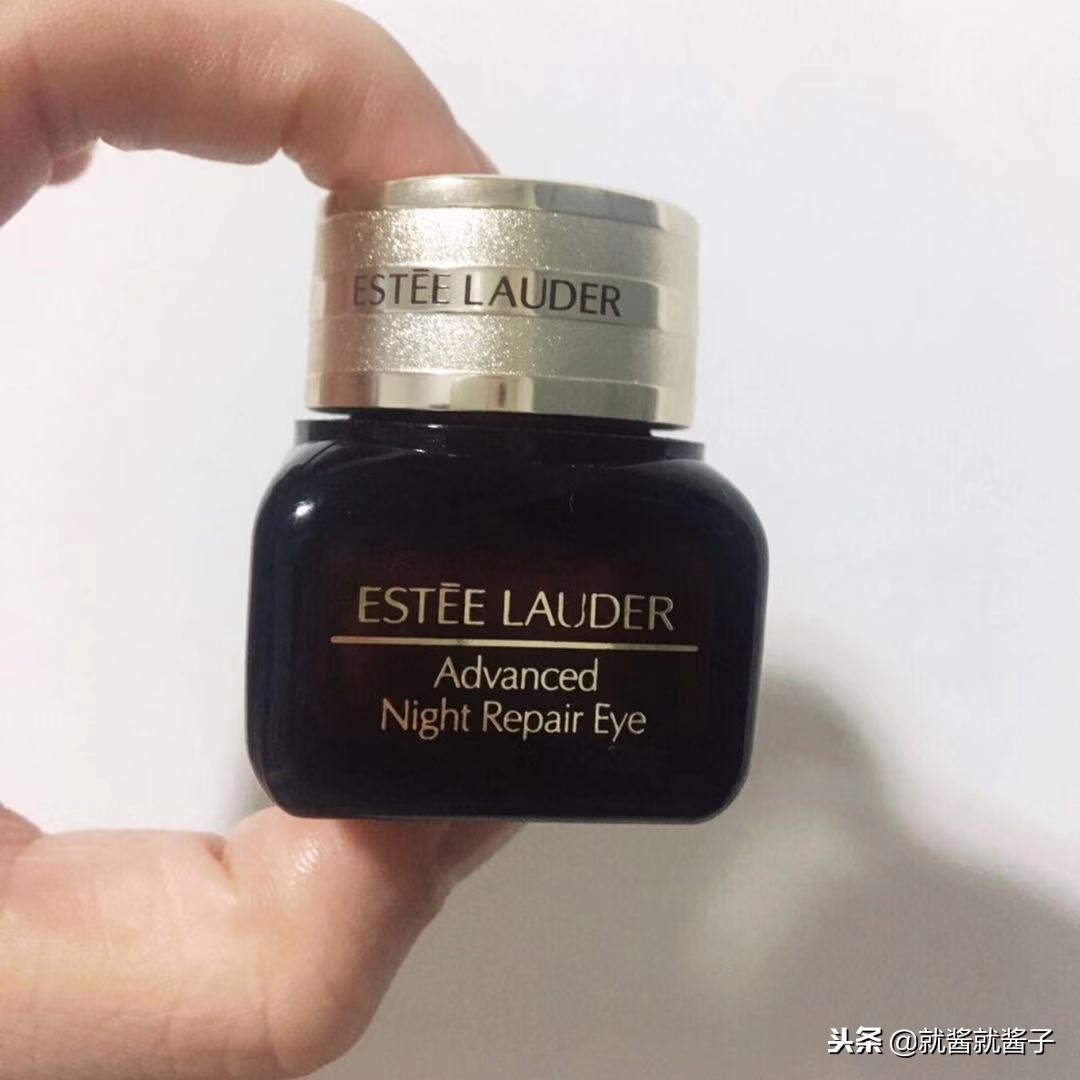 ESTĒE LAUDER
ESTĒE LAUDER
Advanced
Night Repair Eye
头条 @就酱就酱子